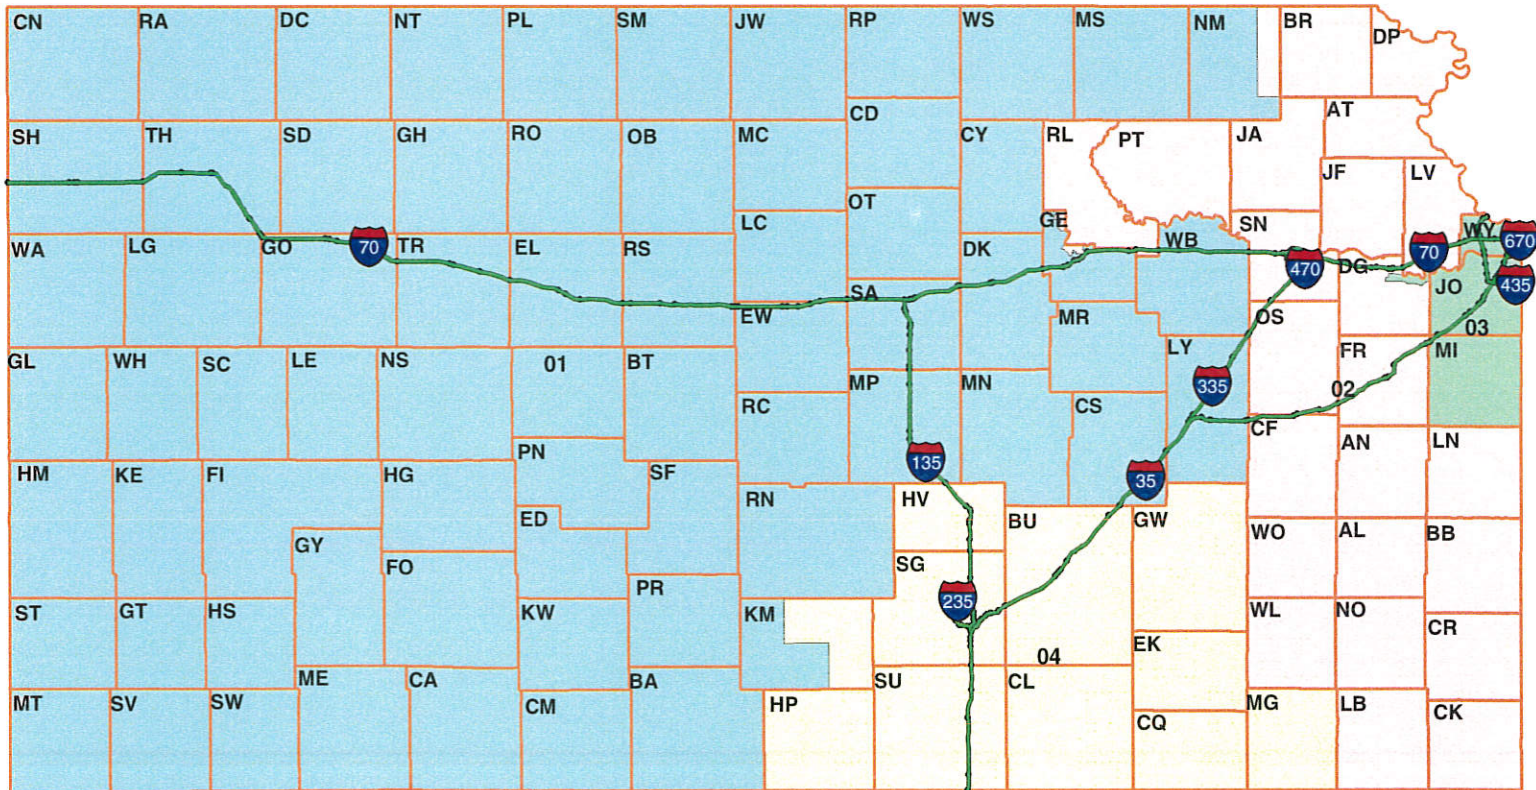 CN RA DC NT PL SM JW RP WS MS NM BR
DP
CD AT
SH TH SD GH RO OB MC CY RL PT JA
JF LV
OT
LC GE SN
WA LG GO 70 TR EL RS DK WB WY 670
70
470 DG
SA JO 435
EW MR OS 03
GL WH SC LE NS 01 BT LY FR MI
MP MN 335 02
RC CS
CF
PN AN LN
HM KE FI HG SF 135 35
RN HV
ED BU GW
GY WO AL BB
FO SG
PR 235
ST GT HS KW KM WL NO
CR
EK
04
ME CA BA SU CL
MT SV SW CM HP MG LB CK
CQ